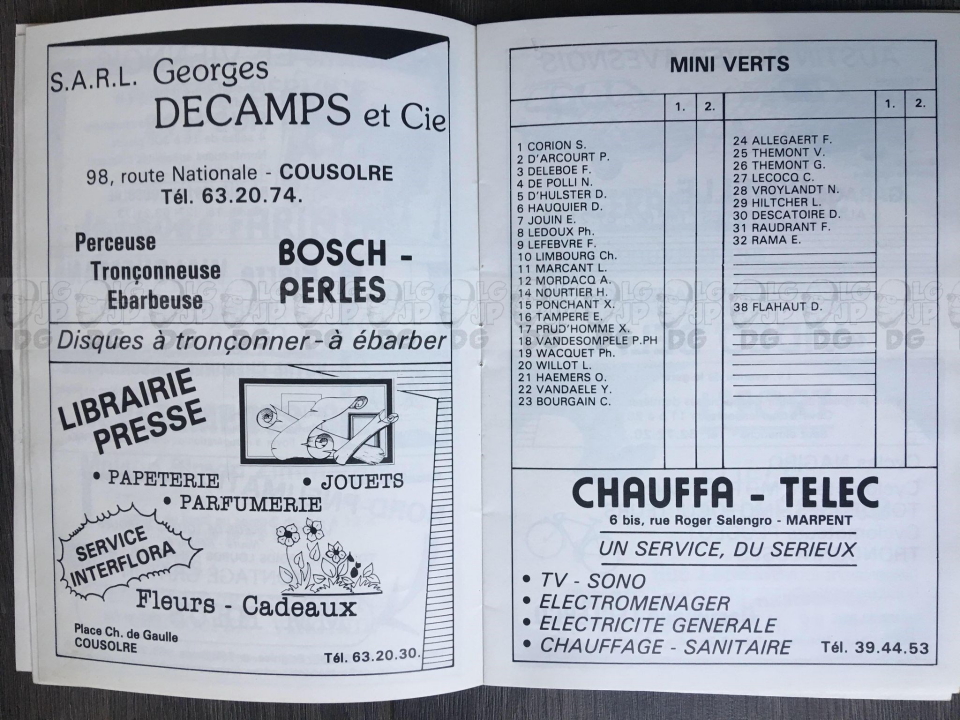 S.A.R.L. Georges
DECAMPS et Cie
98, route Nationale - COUSOLRE
Tél. 63.20.74.
Perceuse
Tronçonneuse
Ebarbeuse
BOSCH -
PERLES
Disques à tronçonner - à ébarber
LIBRAIRIE
PRESSE
• PAPETERIE
• JOUETS
• PARFUMERIE
SERVICE
INTERFLORA
Fleurs - Cadeaux
Place Ch. de Gaulle
COUSOLRE
Tél. 63.20.30.
MINI VERTS
1. 2. 1. 2.
1 CORION S.
2 D'ARCOURT P.
3 DELEBOE F.
4 DE POLLI N.
5 D'HULSTER D.
6 HAUQUIER D.
7 JOUIN E.
8 LEDOUX Ph.
9 LEFEBVRE F.
10 LIMBOURG Ch.
11 MARCANT L.
12 MORDACQ A.
14 NOURTIER H.
15 PONCHANT X.
16 TAMPERE E.
17 PRUD'HOMME X.
18 VANDESOMPELE P.PH
19 WACQUET Ph.
20 WILLOT L.
21 HAEMERS O.
22 VANDAELE Y.
23 BOURGAIN C.
24 ALLEGAERT F.
25 THEMONT V.
26 THEMONT G.
27 LECOCQ C.
28 VROYLANDT N.
29 HILTCHER L.
30 DESCATOIRE D.
31 RAUDRANT F.
32 RAMA E.
38 FLAHAUT D.
CHAUFFA - TELEC
6 bis, rue Roger Salengro - MARPENT
UN SERVICE, DU SERIEUX
• TV - SONO
• ELECTROMENAGER
• ELECTRICITE GENERALE
• CHAUFFAGE - SANITAIRE
Tél. 39.44.53